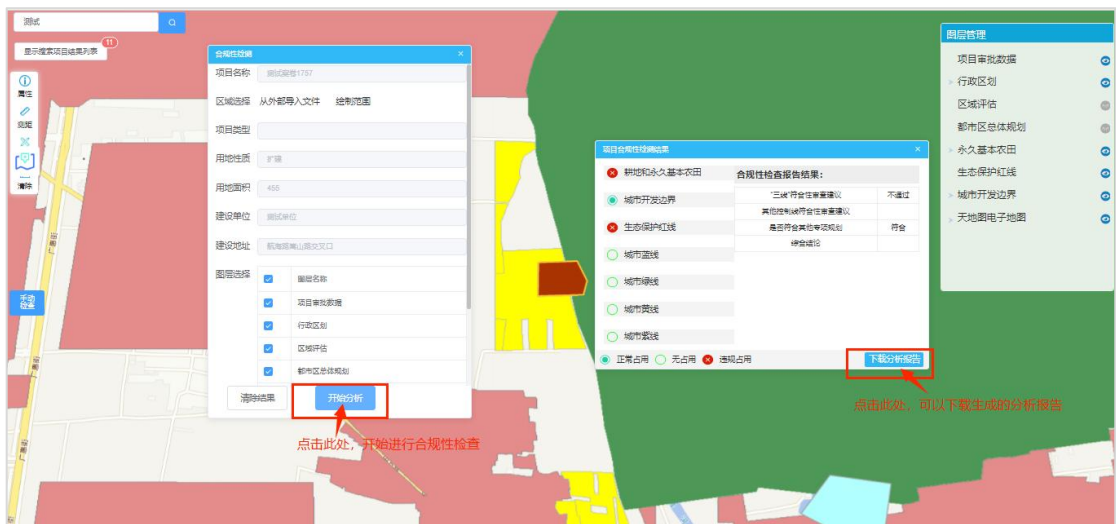 测试
显示搜索项目结果列表
11
属性
清除
手动
检查
广惠街
广惠街
广惠街
合规性检测
×
项目名称
测试案卷1757
区域选择
从外部导入文件
绘制范围
项目类型
用地性质
扩建
用地面积
455
建设单位
测试单位
建设地址
图层选择
图层名称
项目审批数据
行政区划
区域评估
都市区总体规划
清除结果
开始分析
点击此处，开始进行合规性检查
项目合规性检测结果
×
耕地和永久基本农田
城市开发边界
生态保护红线
城市蓝线
城市绿线
城市黄线
城市紫线
合规性检查报告结果：
"三线"符合性审查建议
不通过
其他控制线符合性审查建议
是否符合其他专项规划
符合
综合结论
正常占用
无占用
违规占用
下载分析报告
点击此处，可以下载生成的分析报告
图层管理
项目审批数据
行政区划
区域评估
都市区总体规划
永久基本农田
生态保护红线
城市开发边界
天地图电子地图